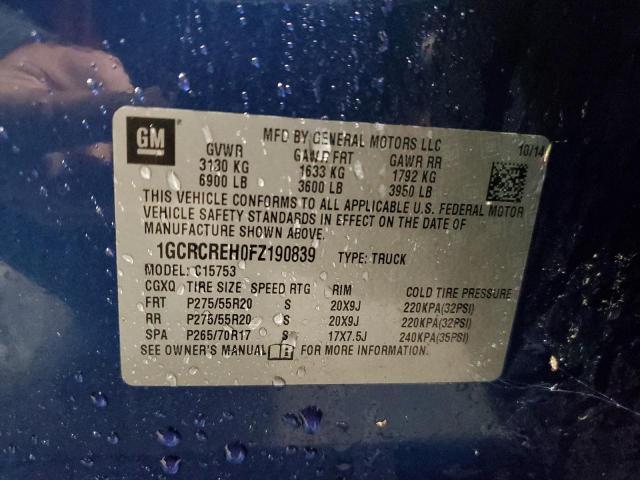 GM
MFD BY GENERAL MOTORS LLC
10/14
GVWR GAWR FRT GAWR RR
3130 KG 1633 KG 1792 KG
6900 LB 3600 LB 3950 LB
THIS VEHICLE CONFORMS TO ALL APPLICABLE U.S. FEDERAL MOTOR
VEHICLE SAFETY STANDARDS IN EFFECT ON THE DATE OF
MANUFACTURE SHOWN ABOVE.
1GCRCREH0FZ190839 TYPE: TRUCK
MODEL: C15753
CGXQ TIRE SIZE SPEED RTG RIM COLD TIRE PRESSURE
FRT P275/55R20 S 20X9J 220KPA(32PSI)
RR P275/55R20 S 20X9J 220KPA(32PSI)
SPA P265/70R17 S 17X7.5J 240KPA(35PSI)
SEE OWNER'S MANUAL FOR MORE INFORMATION.